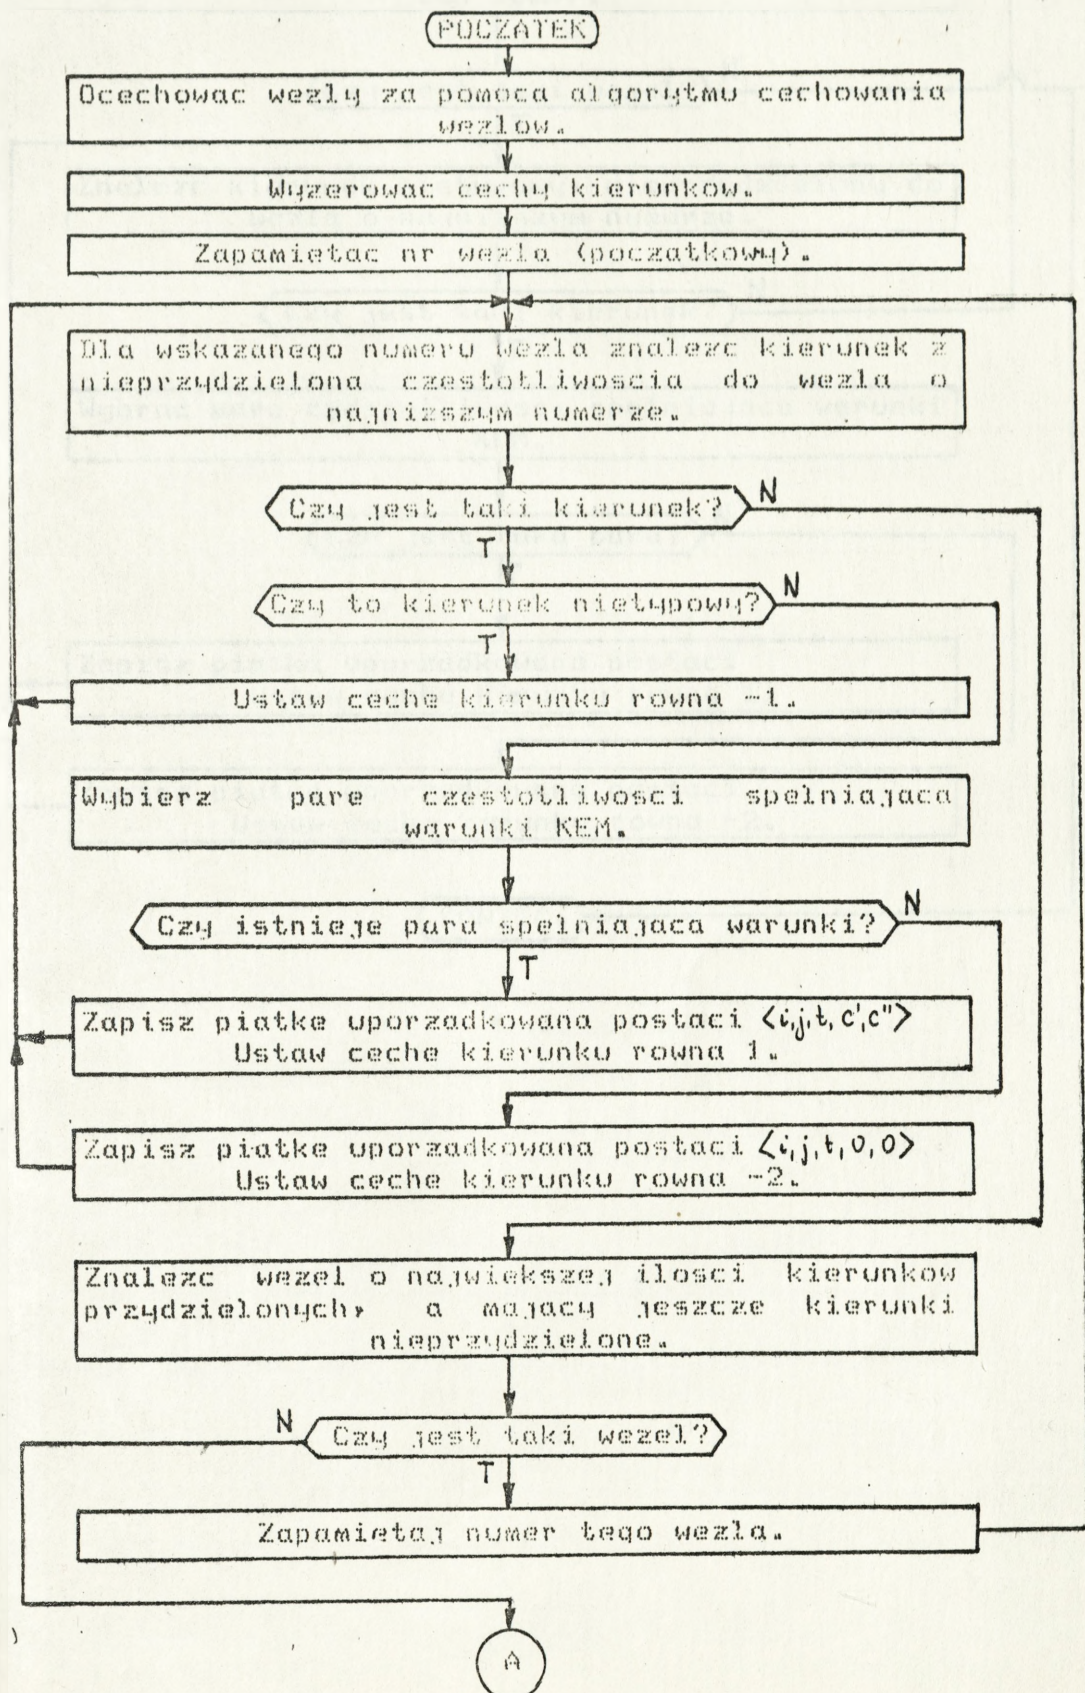 POCZATEK
Ocechowac wezly za pomoca algorytmu cechowania
wezlow.
Wyzerowac cechy kierunkow.
Zapamietac nr wezla (poczatkowy).
Dla wskazanego numeru wezla znalezc kierunek z
nieprzydzielona czestotliwoscia do wezla o
najnizszym numerze.
Czy jest taki kierunek?
N
T
Czy to kierunek nietypowy?
N
T
Ustaw ceche kierunku rowna -1.
Wybierz pare czestotliwosci spelniajaca
warunki KEM.
Czy istnieje para spelniajaca warunki?
N
T
Zapisz piatke uporzadkowana postaci <i,j,t,c',c">
Ustaw ceche kierunku rowna 1.
Zapisz piatke uporzadkowana postaci <i,j,t,0,0>
Ustaw ceche kierunku rowna -2.
Znalezc wezel o najwiekszej ilosci kierunkow
przydzielonych, a majacy jeszcze kierunki
nieprzydzielone.
N
Czy jest taki wezel?
T
Zapamietaj numer tego wezla.
A